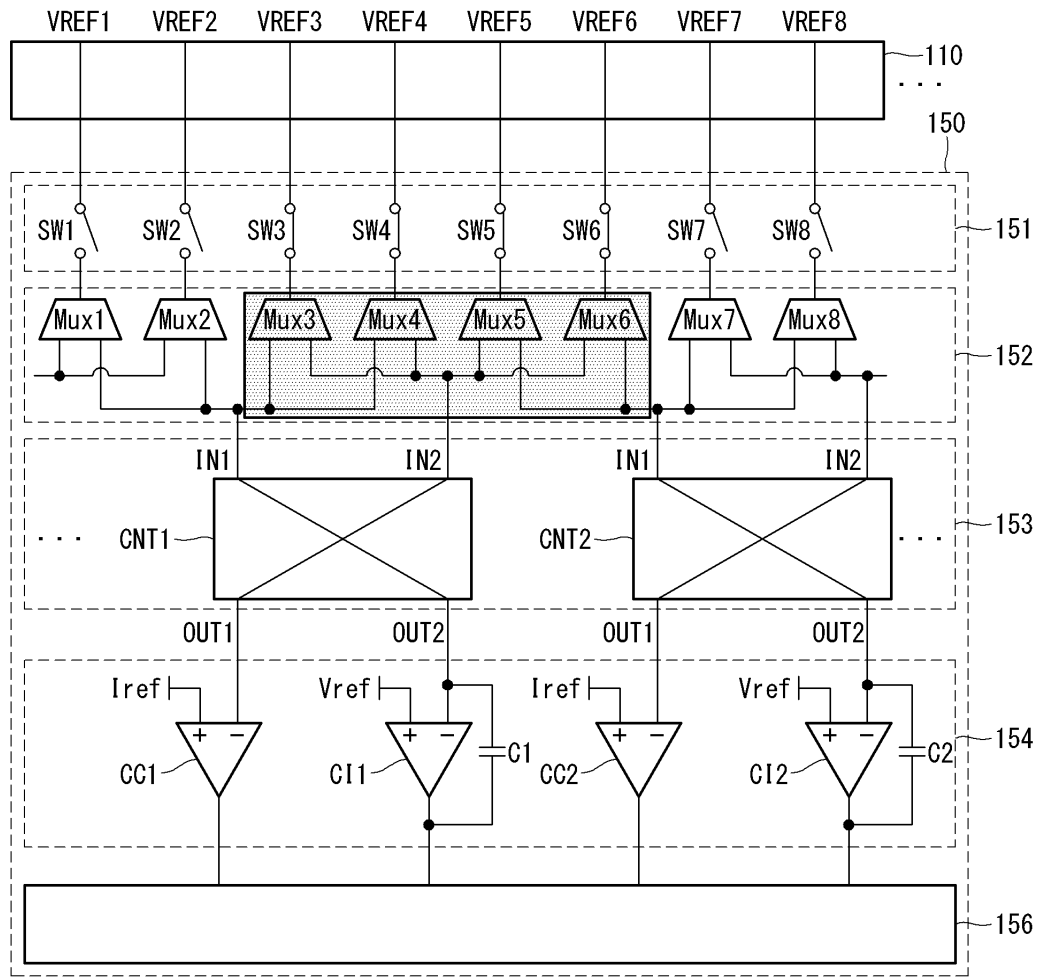 VREF1 VREF2 VREF3 VREF4 VREF5 VREF6 VREF7 VREF8
110
. . .
150
SW1 SW2 SW3 SW4 SW5 SW6 SW7 SW8
151
Mux1 Mux2 Mux3 Mux4 Mux5 Mux6 Mux7 Mux8
152
IN1 IN2 IN1 IN2
. . . CNT1 CNT2 . . .
153
OUT1 OUT2 OUT1 OUT2
Iref Vref Iref Vref
+ − + − + − + −
CC1 CI1 C1 CC2 CI2 C2
154
156